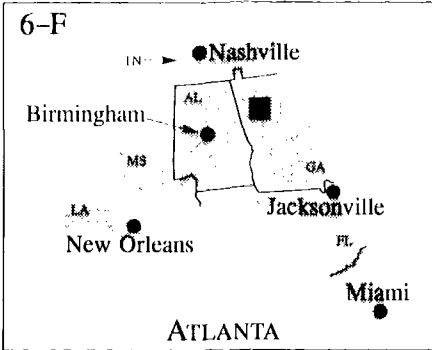 6-F
IN
Nashville
AL
Birmingham
MS
GA
Jacksonville
LA
New Orleans
FL
Miami
ATLANTA